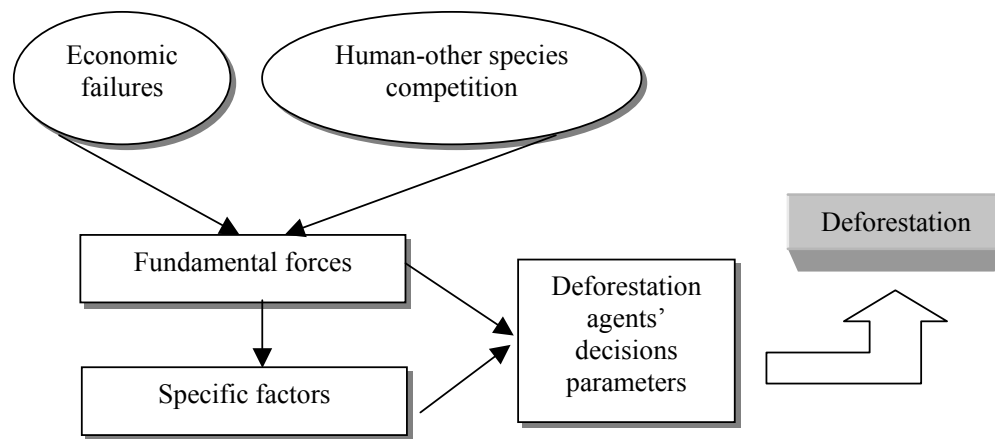 Economic
failures
Human-other species
competition
Deforestation
Fundamental forces
Deforestation
agents’
decisions
parameters
Specific factors